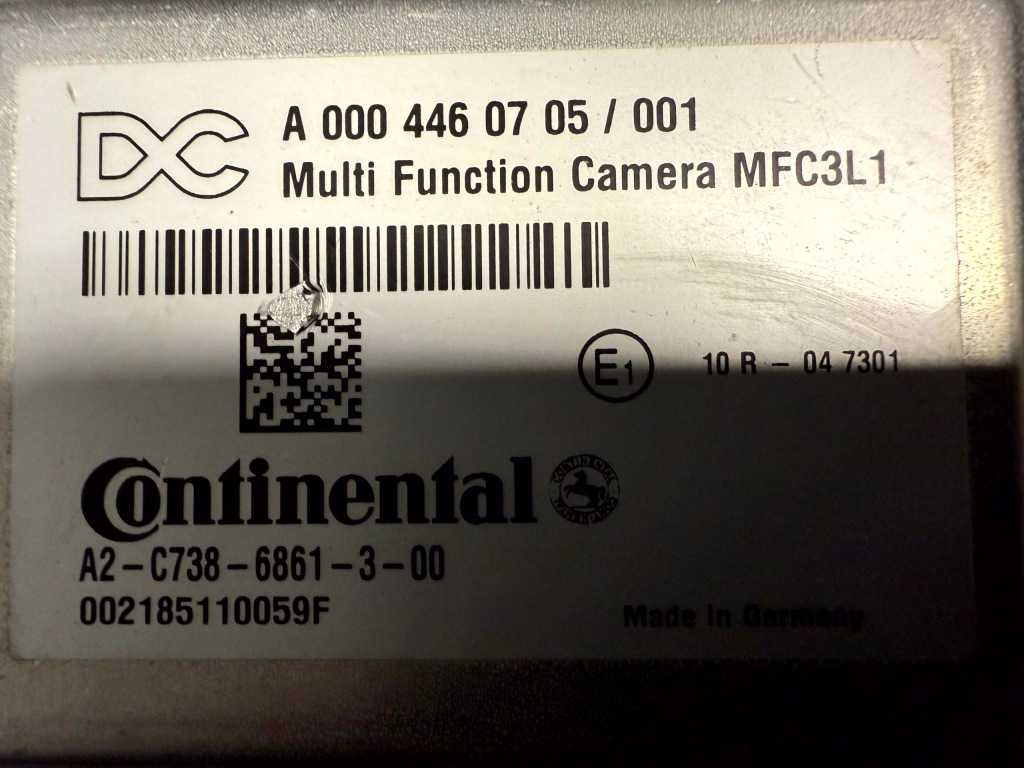 DC
A 000 446 07 05 / 001
Multi Function Camera MFC3L1
E1
10 R – 04 7301
Continental
CONTINENTAL
A2–C738–6861–3–00
002185110059F
Made in Germany